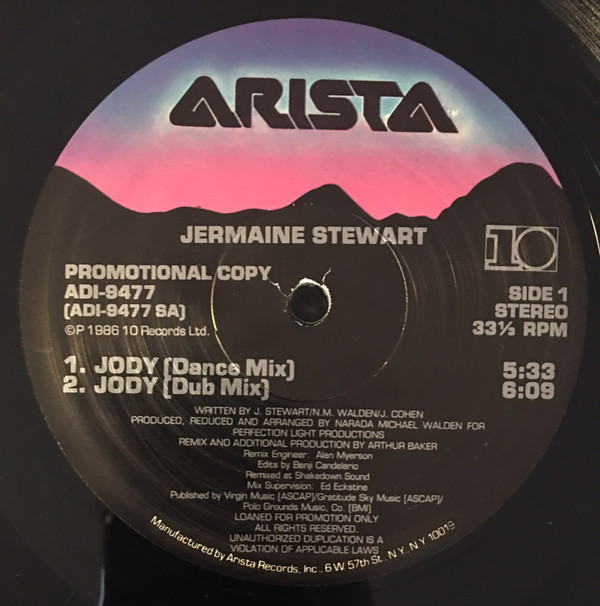 ARISTA™
JERMAINE STEWART
10
PROMOTIONAL COPY
ADI-9477
(ADI-9477 SA)
©P 1986 10 Records Ltd.
SIDE 1
STEREO
33⅓ RPM
1. JODY (Dance Mix) 5:33
2. JODY (Dub Mix) 6:09
WRITTEN BY J. STEWART/N.M. WALDEN/J. COHEN
PRODUCED, REDUCED AND ARRANGED BY NARADA MICHAEL WALDEN FOR
PERFECTION LIGHT PRODUCTIONS
REMIX AND ADDITIONAL PRODUCTION BY ARTHUR BAKER
Remix Engineer: Alan Myerson
Edits by Benji Candelario
Remixed at Shakedown Sound
Mix Supervision: Ed Eckstine
Published by Virgin Music (ASCAP)/Gratitude Sky Music (ASCAP)/
Polo Grounds Music, Co. (BMI)
LOANED FOR PROMOTION ONLY
ALL RIGHTS RESERVED.
UNAUTHORIZED DUPLICATION IS A
VIOLATION OF APPLICABLE LAWS
Manufactured by Arista Records, Inc., 6 W. 57th St., N.Y., N.Y. 10019